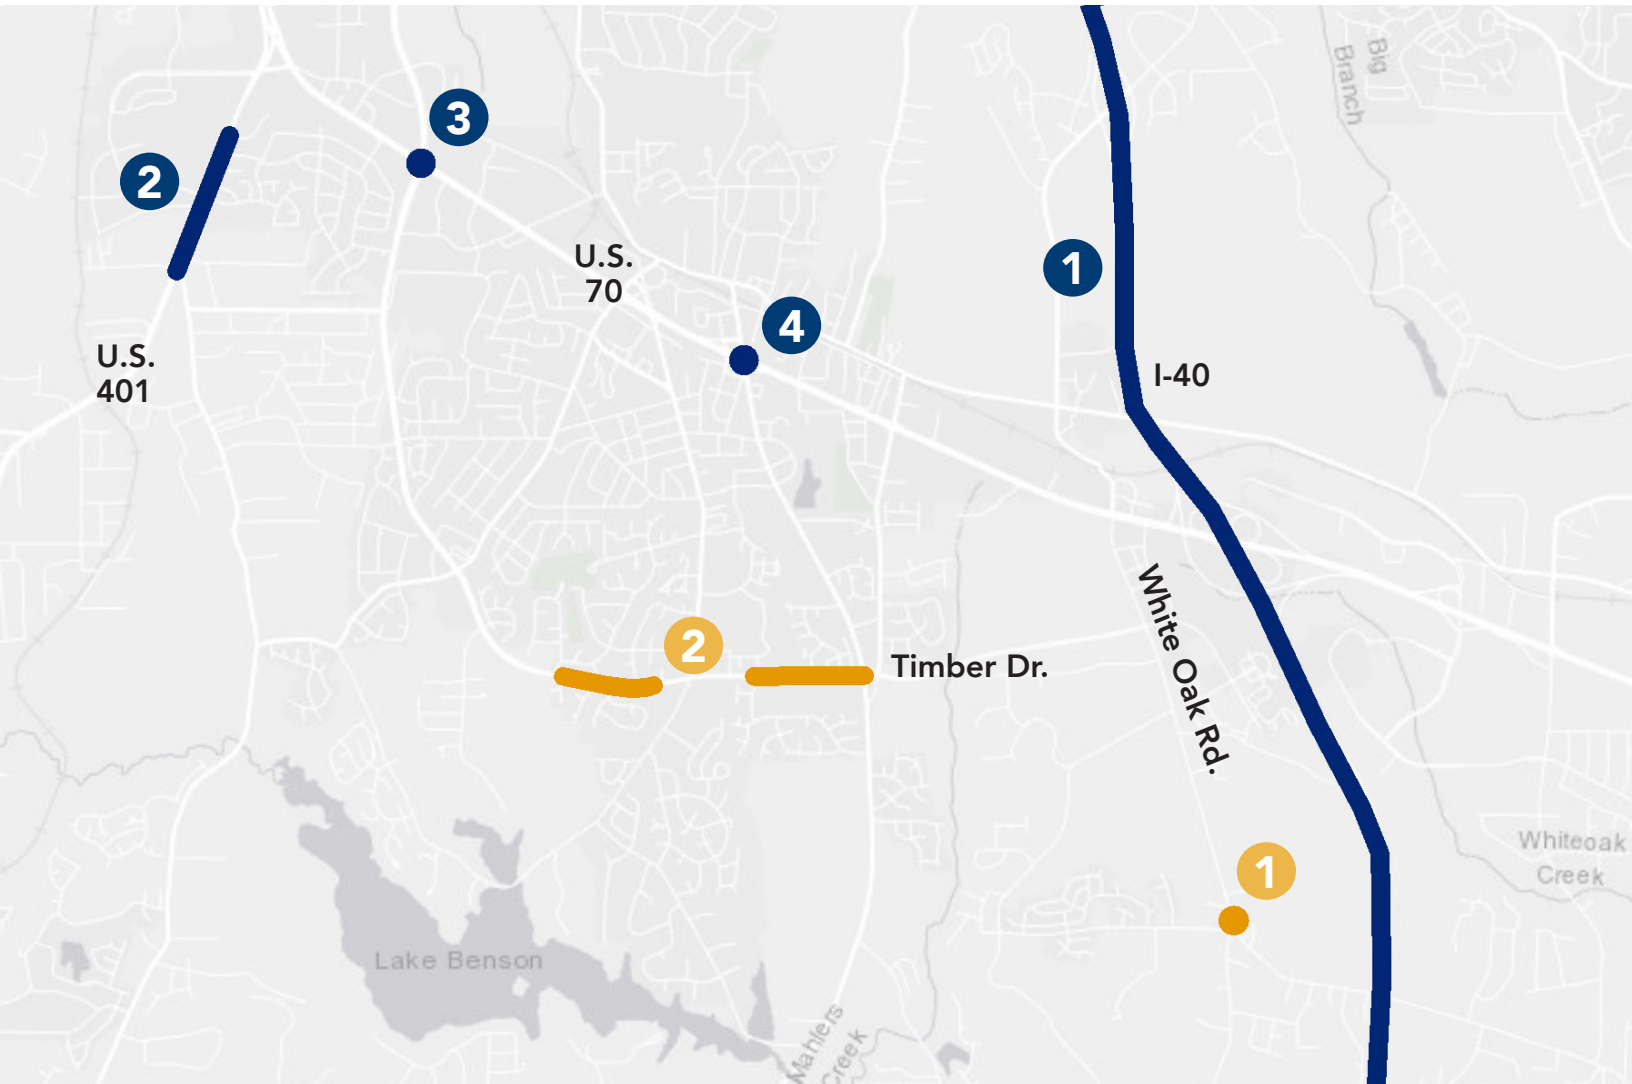 Big
Branch
3
2
U.S.
70
1
4
U.S.
401
I-40
White Oak Rd.
2
Timber Dr.
Whiteoak
Creek
1
Lake Benson
Mahlers
Creek